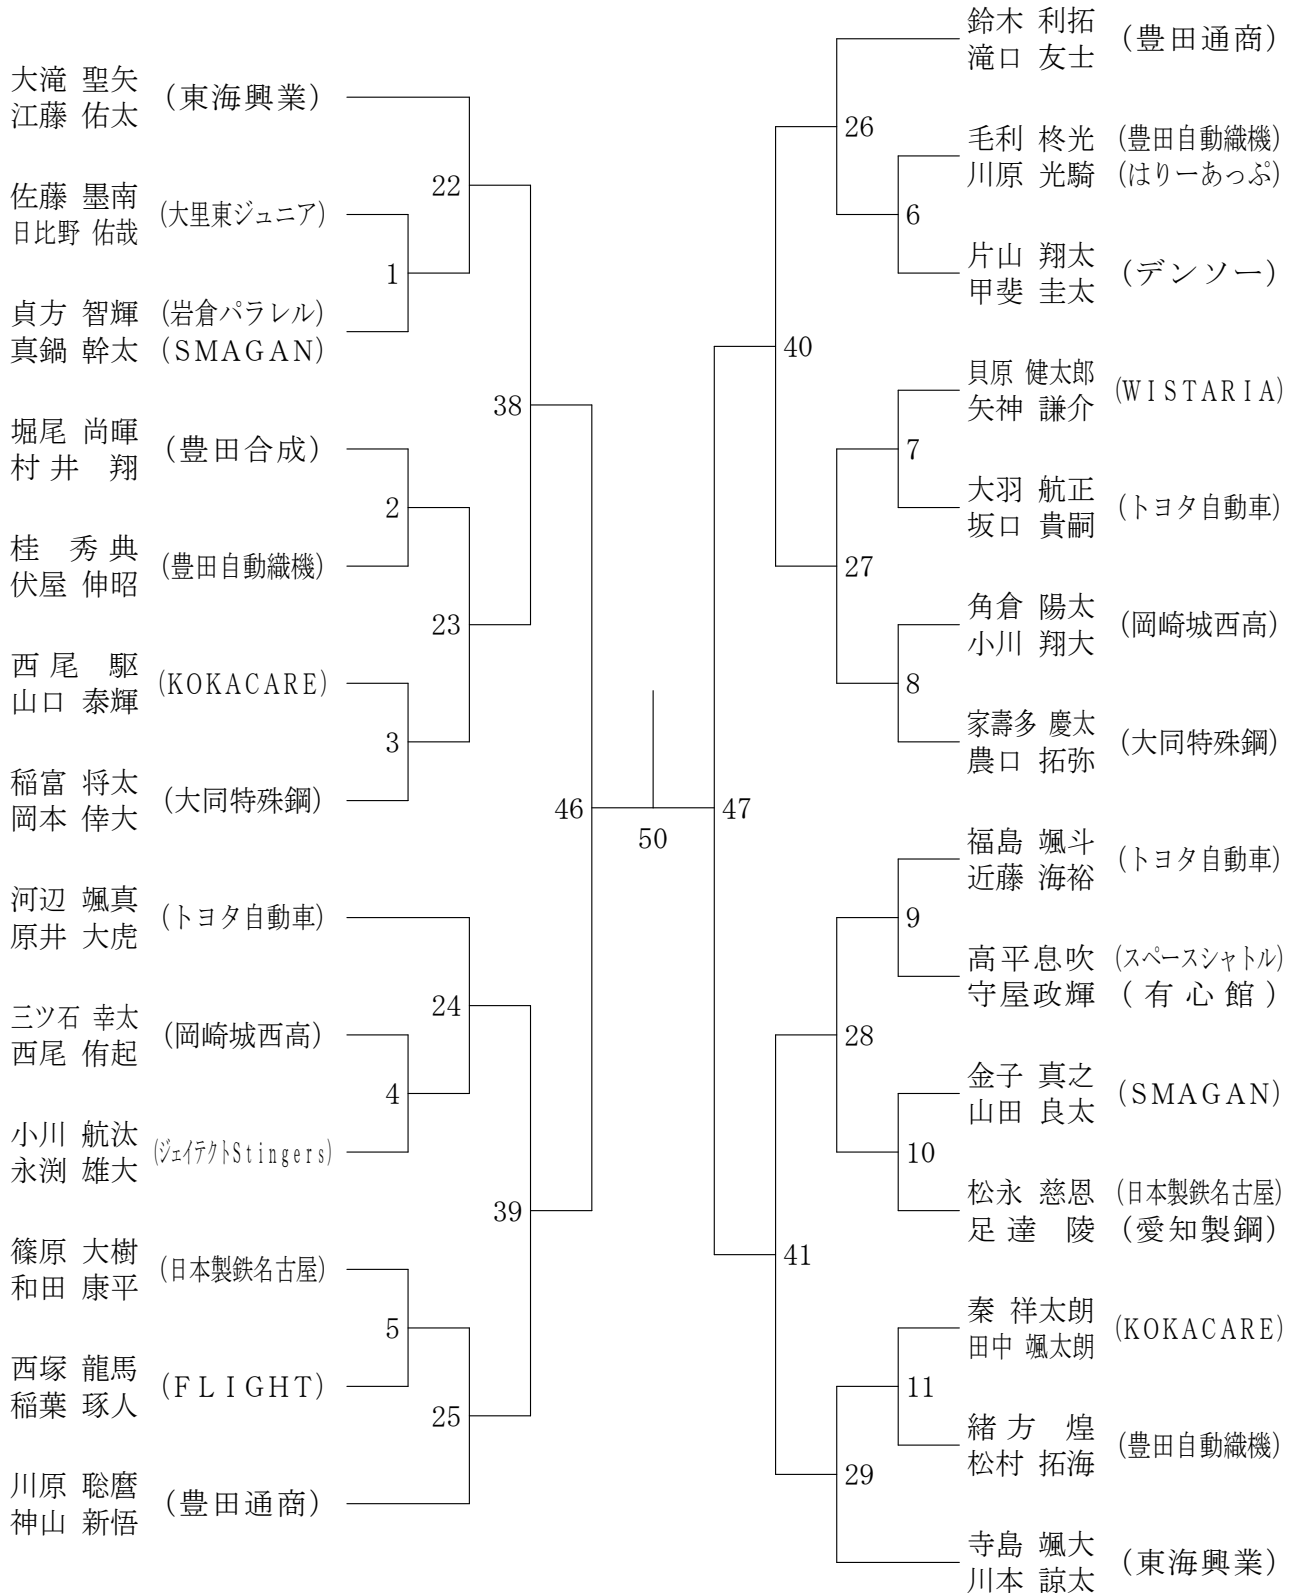 大滝 聖矢 (東海興業)
江藤 佑太
22
佐藤 墨南 (大里東ジュニア)
日比野 佑哉
1
貞方 智輝 (岩倉パラレル)
真鍋 幹太 (SMAGAN)
38
堀尾 尚暉 (豊田合成)
村井 翔
2
桂 秀典 (豊田自動織機)
伏屋 伸昭
23
西尾 駆 (KOKACARE)
山口 泰輝
3
稲富 将太 (大同特殊鋼)
岡本 倖大
46
河辺 颯真 (トヨタ自動車)
原井 大虎
24
三ツ石 幸太 (岡崎城西高)
西尾 侑起
4
小川 航汰 (ジェイテクトStingers)
永渕 雄大
39
篠原 大樹 (日本製鉄名古屋)
和田 康平
5
西塚 龍馬 (FLIGHT)
稲葉 琢人
25
川原 聡麿 (豊田通商)
神山 新悟
50
鈴木 利拓 (豊田通商)
滝口 友士
26
毛利 柊光 (豊田自動織機)
川原 光騎 (はりーあっぷ)
6
片山 翔太 (デンソー)
甲斐 圭太
40
貝原 健太郎 (WISTARIA)
矢神 謙介
7
大羽 航正 (トヨタ自動車)
坂口 貴嗣
27
角倉 陽太 (岡崎城西高)
小川 翔大
8
家壽多 慶太 (大同特殊鋼)
農口 拓弥
47
福島 颯斗 (トヨタ自動車)
近藤 海裕
9
高平息吹 (スペースシャトル)
守屋政輝 (有心館)
28
金子 真之 (SMAGAN)
山田 良太
10
松永 慈恩 (日本製鉄名古屋)
足達 陵 (愛知製鋼)
41
秦 祥太朗 (KOKACARE)
田中 颯太朗
11
緒方 煌 (豊田自動織機)
松村 拓海
29
寺島 颯大 (東海興業)
川本 諒太